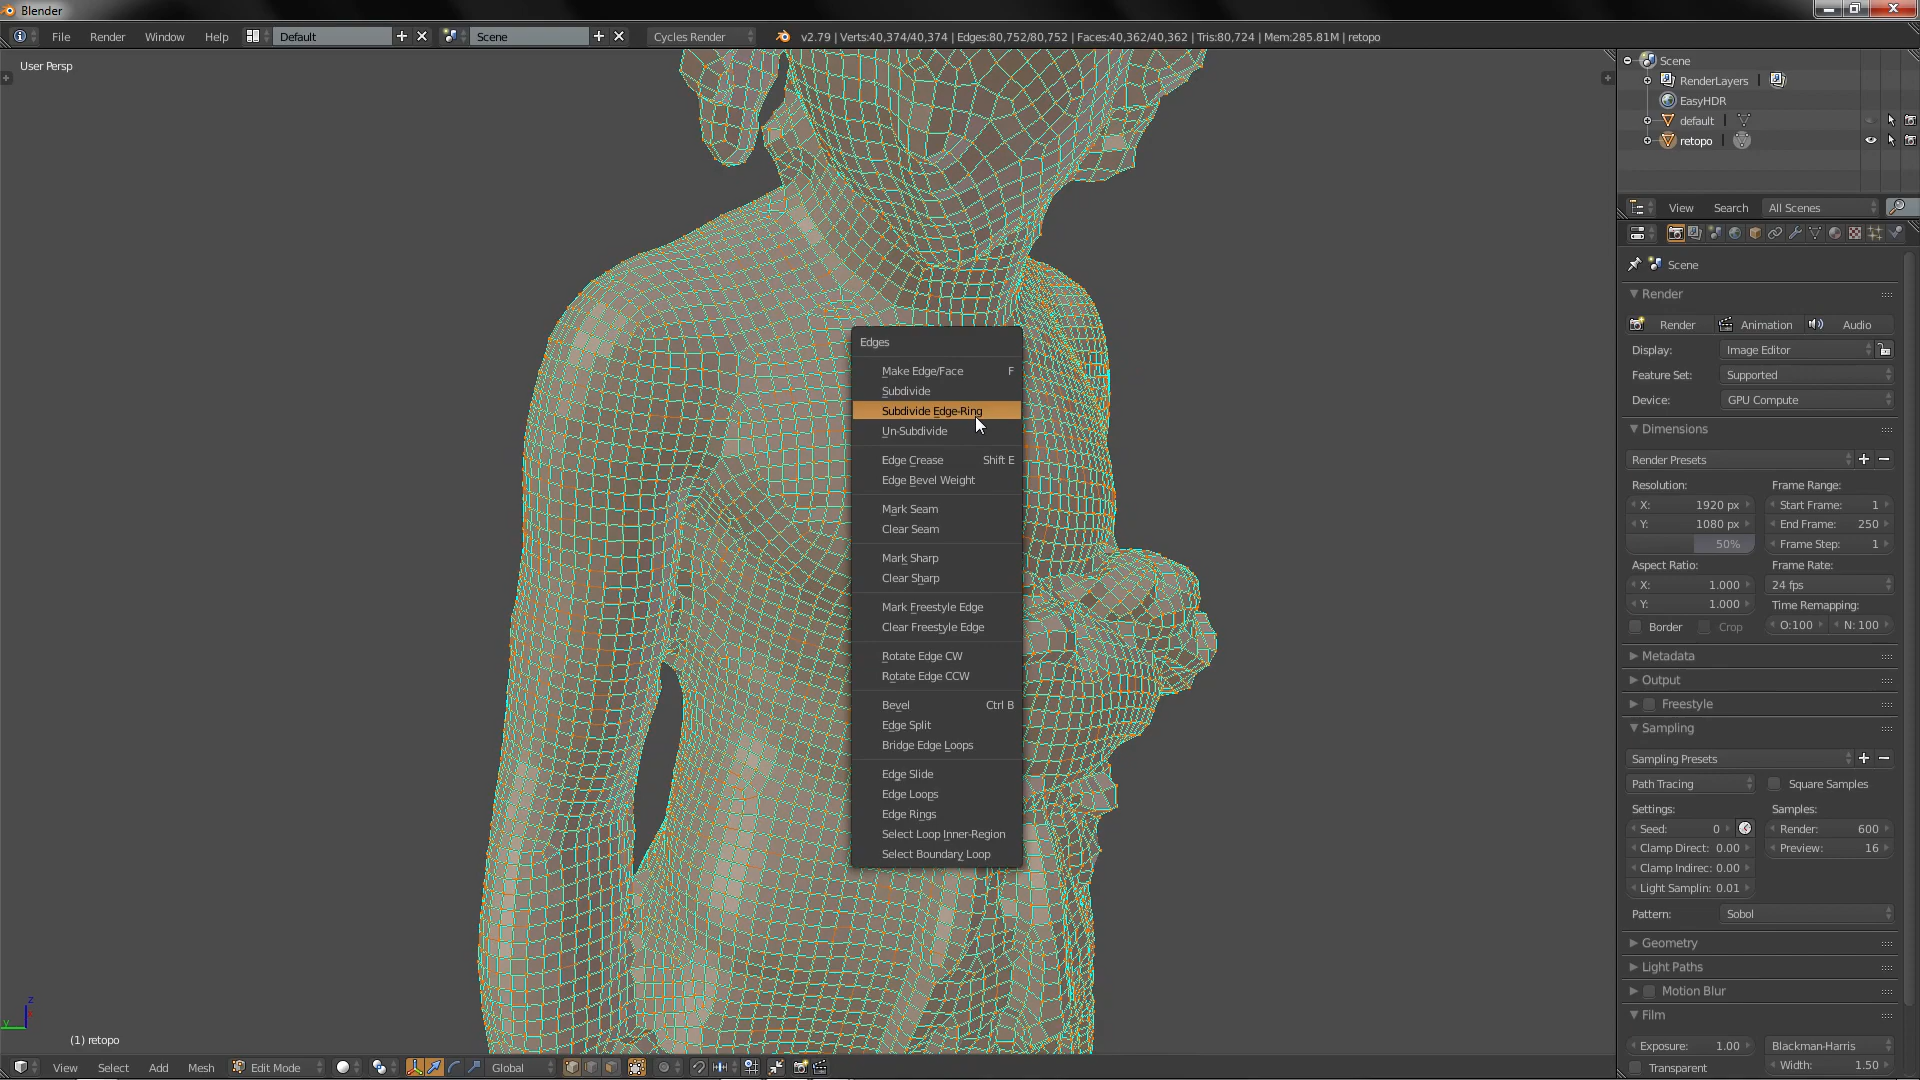 Blender
File Render Window Help Default Scene Cycles Render v2.79 | Verts:40,374/40,374 | Edges:80,752/80,752 | Faces:40,362/40,362 | Tris:80,724 | Mem:285.81M | retopo
User Persp
Edges
Make Edge/Face F
Subdivide
Subdivide Edge-Ring
Un-Subdivide
Edge Crease Shift E
Edge Bevel Weight
Mark Seam
Clear Seam
Mark Sharp
Clear Sharp
Mark Freestyle Edge
Clear Freestyle Edge
Rotate Edge CW
Rotate Edge CCW
Bevel Ctrl B
Edge Split
Bridge Edge Loops
Edge Slide
Edge Loops
Edge Rings
Select Loop Inner-Region
Select Boundary Loop
z
y
(1) retopo
View Select Add Mesh Edit Mode Global
Scene
RenderLayers |
EasyHDR
default |
retopo |
View Search All Scenes
Scene
Render
Render Animation Audio
Display: Image Editor
Feature Set: Supported
Device: GPU Compute
Dimensions
Render Presets
Resolution: Frame Range:
X: 1920 px Start Frame: 1
Y: 1080 px End Frame: 250
50% Frame Step: 1
Aspect Ratio: Frame Rate:
X: 1.000 24 fps
Y: 1.000 Time Remapping:
Border Crop O:100 N: 100
Metadata
Output
Freestyle
Sampling
Sampling Presets
Path Tracing Square Samples
Settings: Samples:
Seed: 0 Render: 600
Clamp Direct: 0.00 Preview: 16
Clamp Indirec: 0.00
Light Samplin: 0.01
Pattern: Sobol
Geometry
Light Paths
Motion Blur
Film
Exposure: 1.00 Blackman-Harris
Transparent Width: 1.50